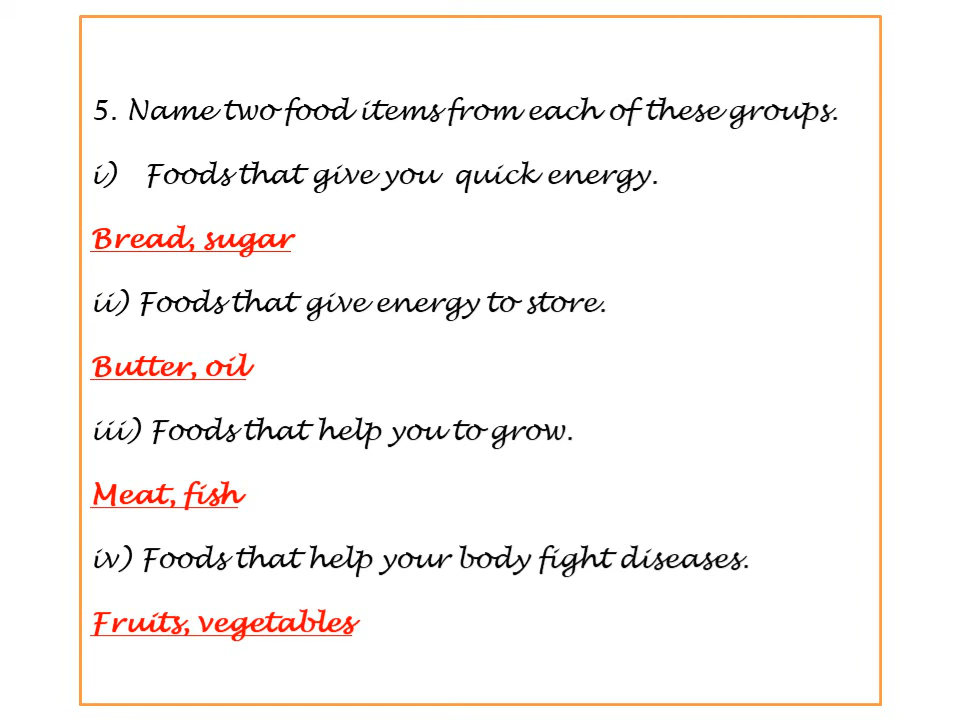 5. Name two food items from each of these groups.
i) Foods that give you quick energy.
Bread, sugar
ii) Foods that give energy to store.
Butter, oil
iii) Foods that help you to grow.
Meat, fish
iv) Foods that help your body fight diseases.
Fruits, vegetables